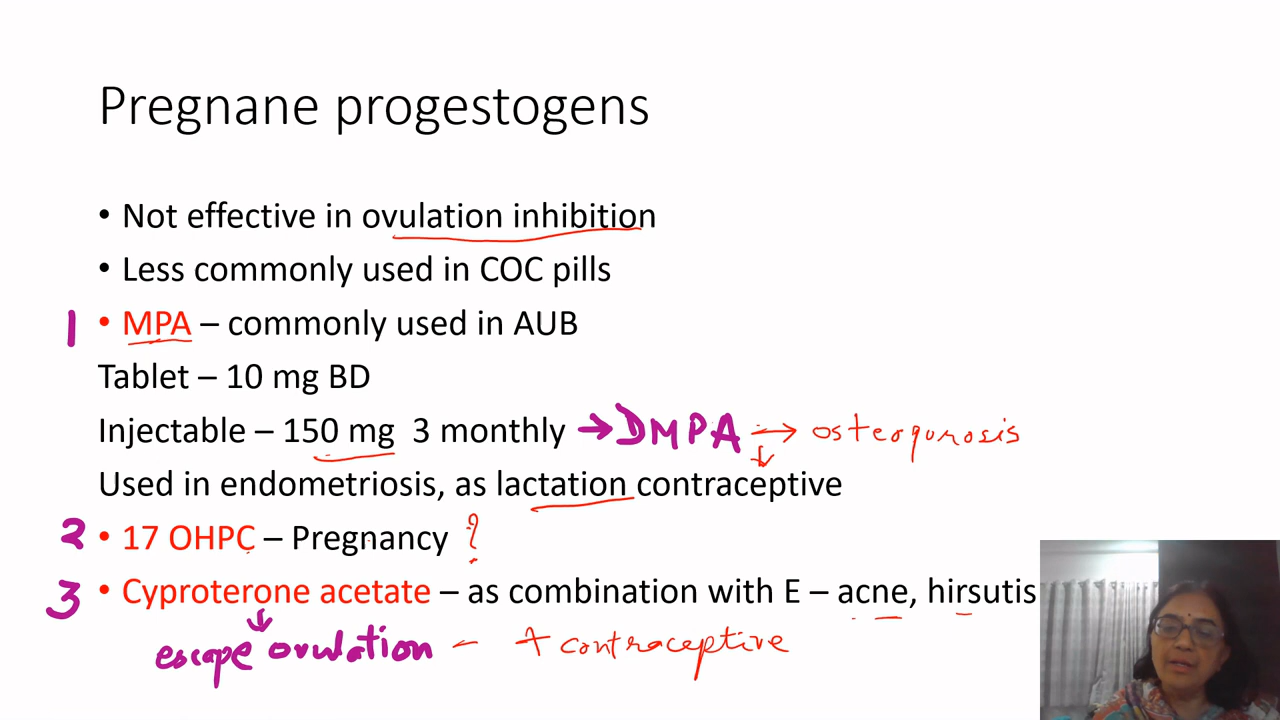 Pregnane progestogens
• Not effective in ovulation inhibition
• Less commonly used in COC pills
1 • MPA – commonly used in AUB
Tablet – 10 mg BD
Injectable – 150 mg 3 monthly → DMPA → osteoporosis
Used in endometriosis, as lactation contraceptive
2 • 17 OHPC – Pregnancy ?
3 • Cyproterone acetate – as combination with E – acne, hirsutis
escape ovulation – + contraceptive